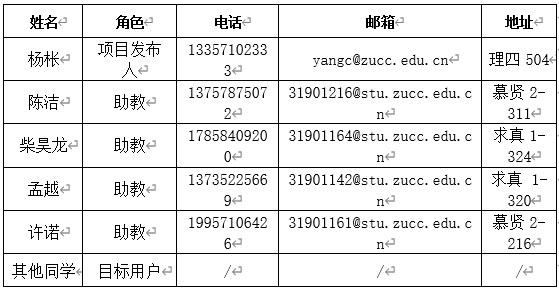 姓名 角色 电话 邮箱 地址
杨枨 项目发布人 13357102333 yangc@zucc.edu.cn 理四 504
陈洁 助教 13757875072 31901216@stu.zucc.edu.cn 慕贤 2-311
柴昊龙 助教 17858409200 31901164@stu.zucc.edu.cn 求真 1-324
孟越 助教 13735225669 31901142@stu.zucc.edu.cn 求真 1-320
许诺 助教 19957106426 31901161@stu.zucc.edu.cn 慕贤 2-216
其他同学 目标用户 / / /